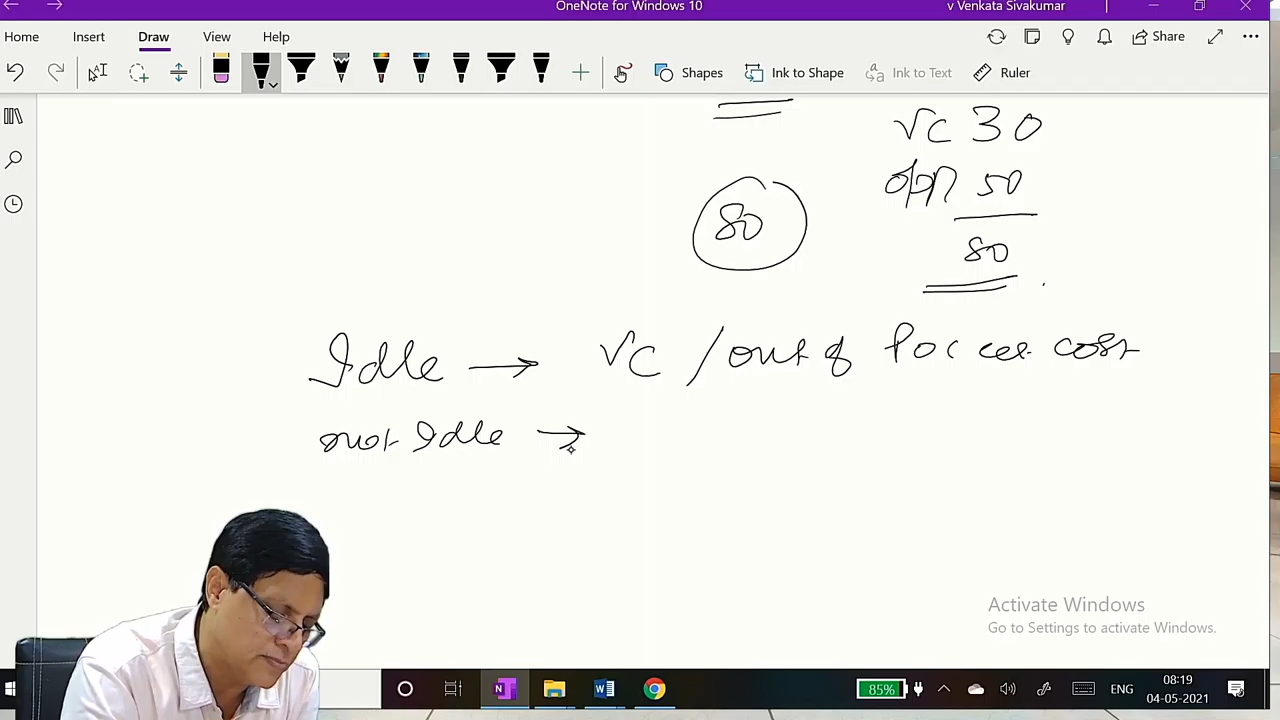 OneNote for Windows 10
v Venkata Sivakumar
Home Insert Draw View Help
Share
Shapes Ink to Shape Ink to Text Ruler
VC 30
opp 50
80
80
Idle → VC / out of Pocket cost
not Idle →
Activate Windows
Go to Settings to activate Windows.
85% ENG 08:19
04-05-2021